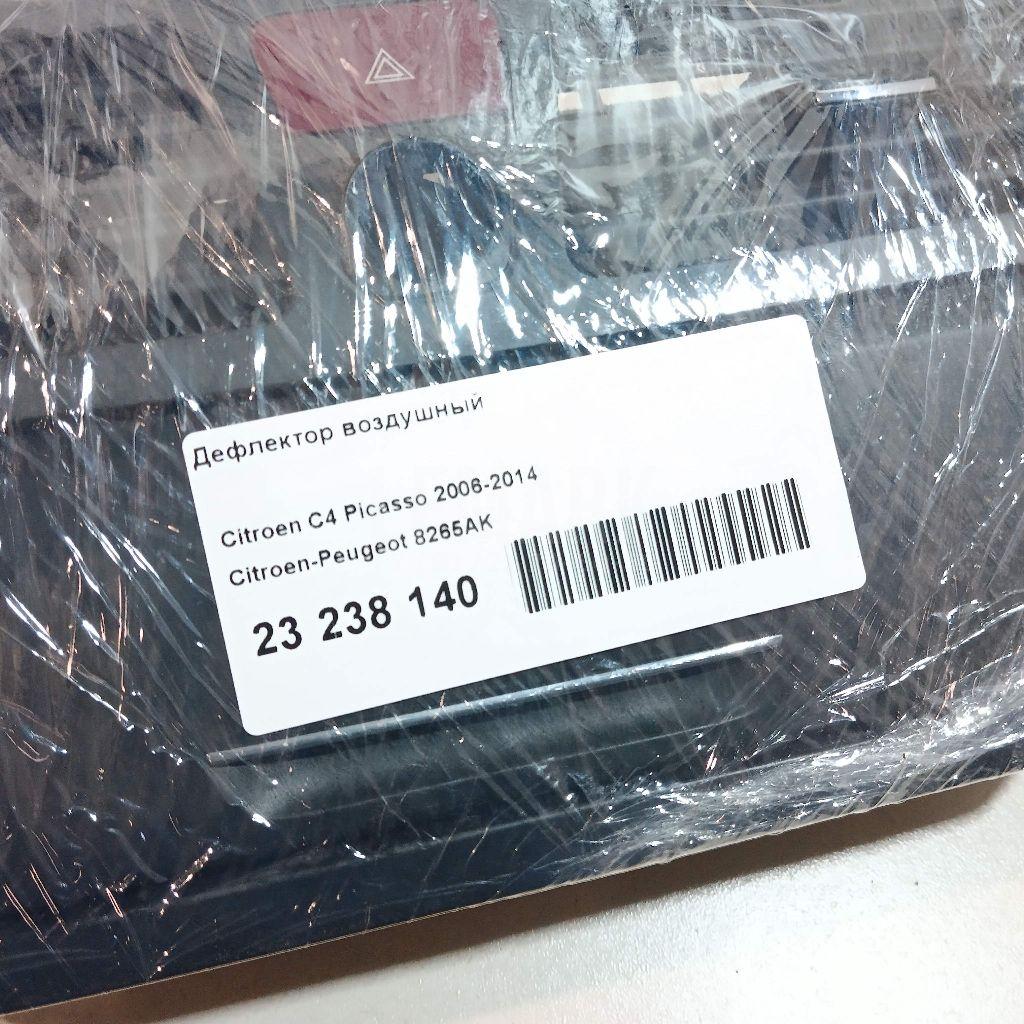 Дефлектор воздушный
Citroen C4 Picasso 2006-2014
Citroen-Peugeot 8265AK
23 238 140